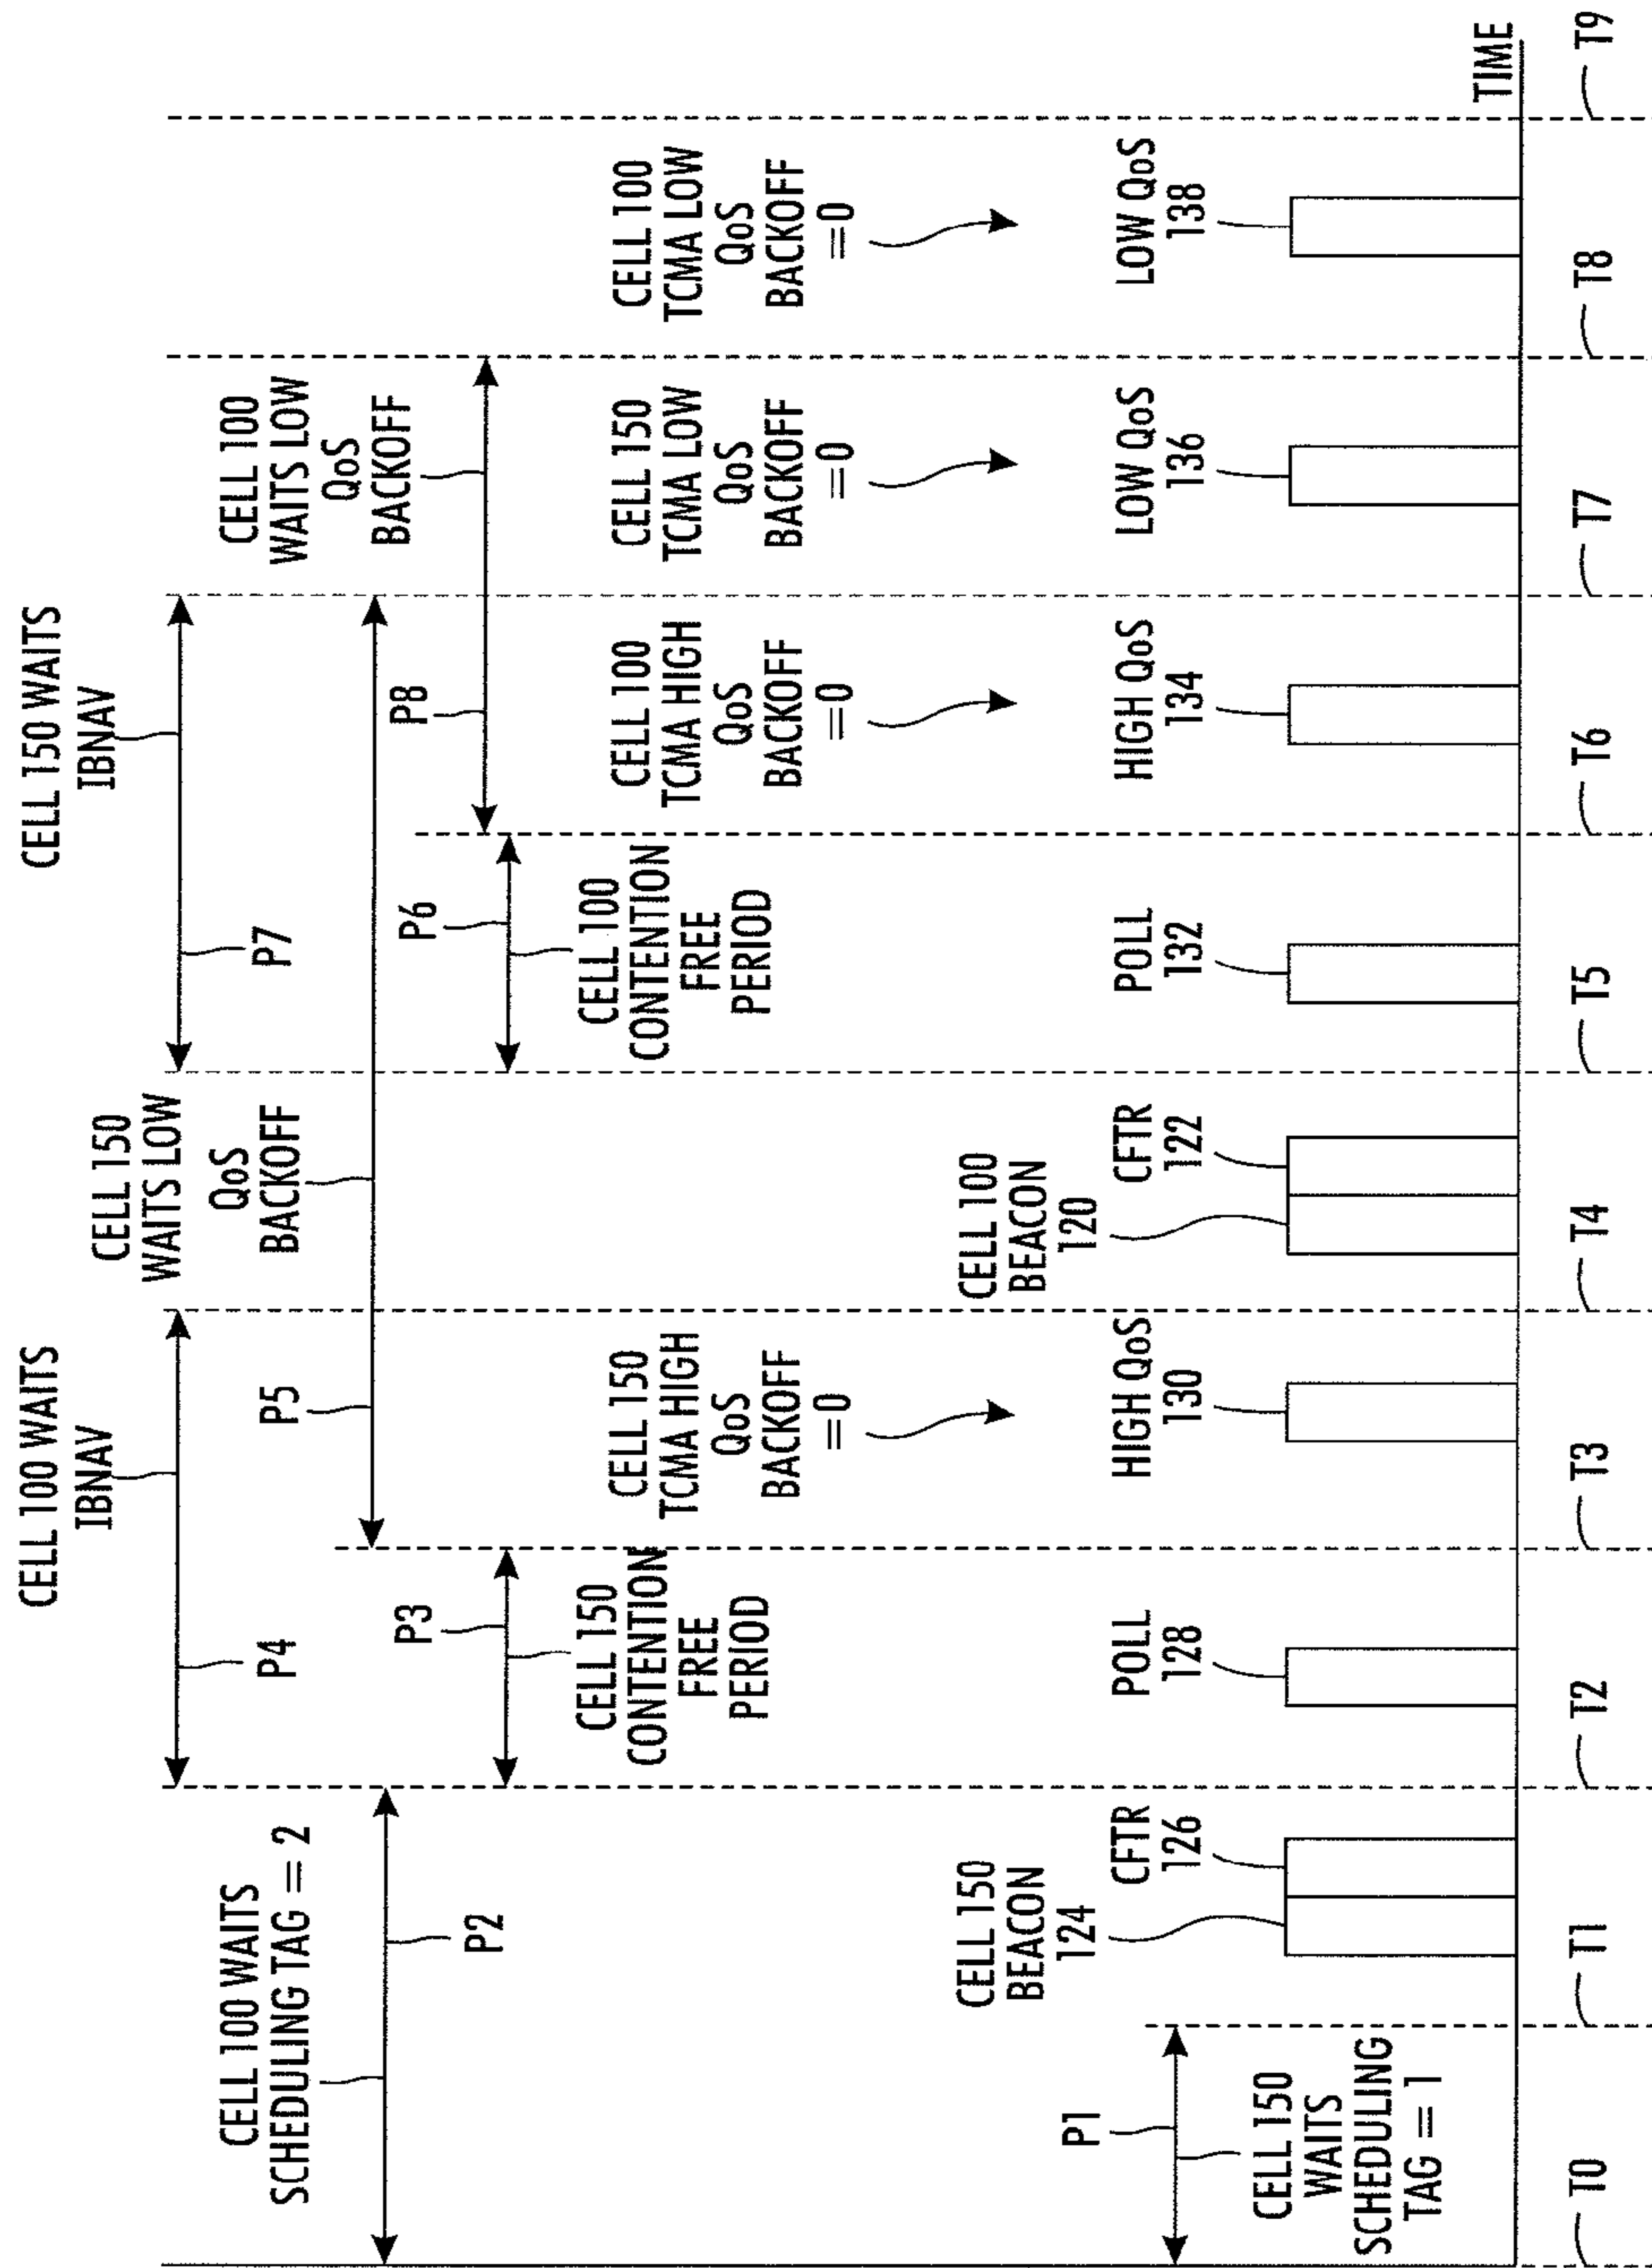 CELL 100 WAITS
SCHEDULING TAG = 2
P2
P1
CELL 150
WAITS
SCHEDULING
TAG = 1
CELL 150
BEACON
124
CFTR
126
CELL 100 WAITS
IBNAV
P4
P3
CELL 150
CONTENTION
FREE
PERIOD
POLL
128
P5
CELL 150
TCMA HIGH
QoS
BACKOFF
=0
HIGH QoS
130
CELL 150
WAITS LOW
QoS
BACKOFF
CELL 100
BEACON
120
CFTR
122
CELL 150 WAITS
IBNAV
P7
P6
CELL 100
CONTENTION
FREE
PERIOD
POLL
132
P8
CELL 100
TCMA HIGH
QoS
BACKOFF
=0
HIGH QoS
134
CELL 100
WAITS LOW
QoS
BACKOFF
CELL 150
TCMA LOW
QoS
BACKOFF
=0
LOW QoS
136
CELL 100
TCMA LOW
QoS
BACKOFF
=0
LOW QoS
138
TIME
T0
T1
T2
T3
T4
T5
T6
T7
T8
T9